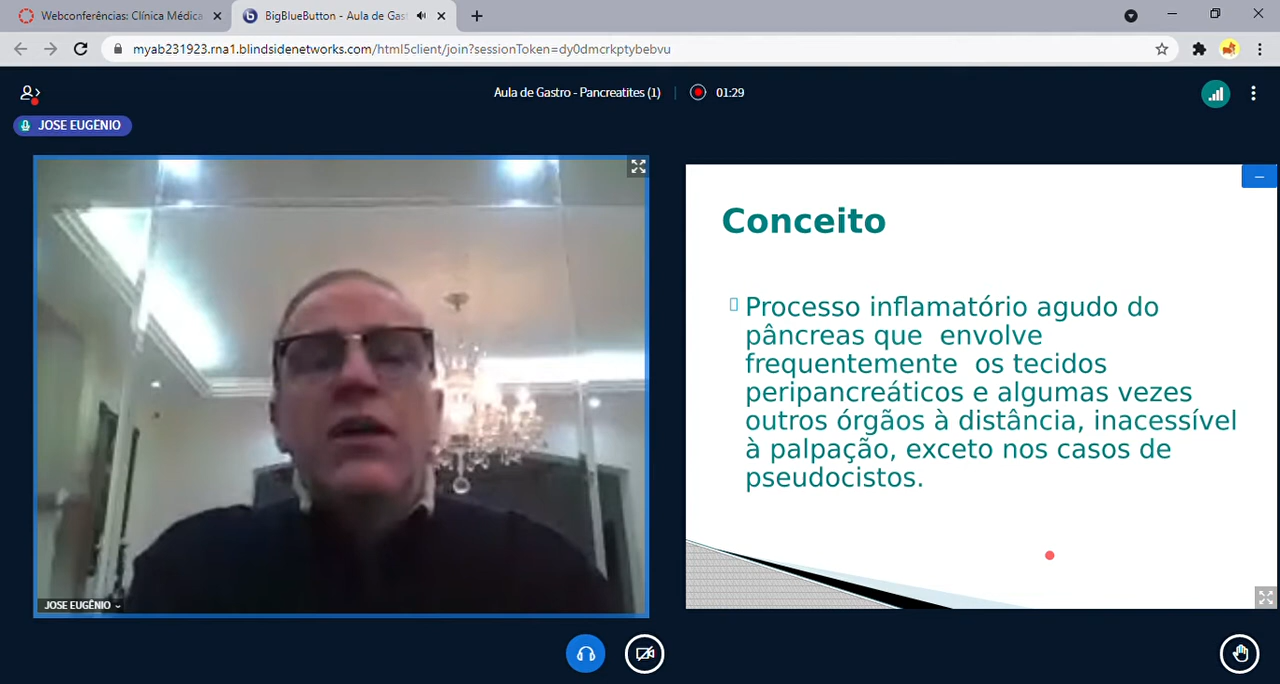 Webconferências: Clínica Médica
BigBlueButton - Aula de Gas
myab231923.rna1.blindsidenetworks.com/html5client/join?sessionToken=dy0dmcrkptybebvu
Aula de Gastro - Pancreatites (1)
01:29
JOSE EUGÊNIO
Conceito
Processo inflamatório agudo do
pâncreas que envolve
frequentemente os tecidos
peripancreáticos e algumas vezes
outros órgãos à distância, inacessível
à palpação, exceto nos casos de
pseudocistos.
JOSE EUGÊNIO